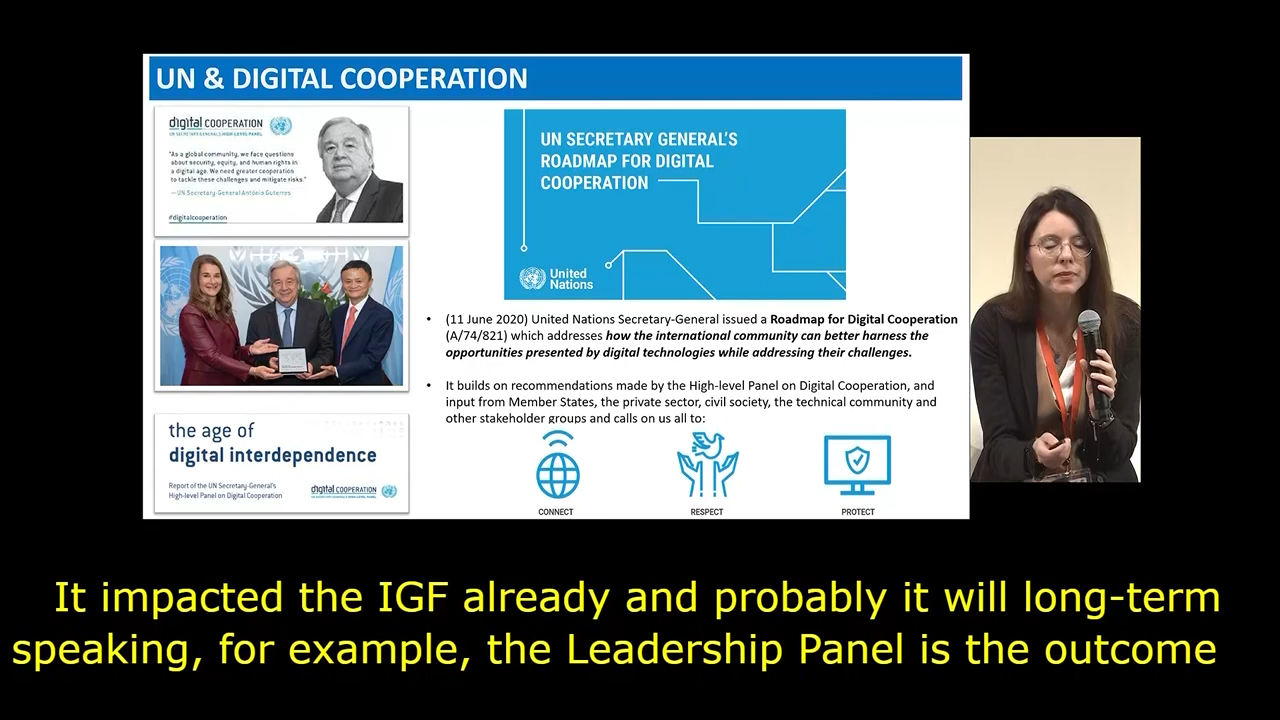 UN & DIGITAL COOPERATION
digital COOPERATION
UN SECRETARY-GENERAL'S HIGH-LEVEL PANEL
"As a global community, we face questions
about security, equity, and human rights in
a digital age. We need greater cooperation
to tackle these challenges and mitigate risks."
—UN Secretary-General António Guterres
#digitalcooperation
the age of
digital interdependence
Report of the UN Secretary-General's
High-level Panel on Digital Cooperation
digital COOPERATION
UN SECRETARY GENERAL'S
ROADMAP FOR DIGITAL
COOPERATION
United
Nations
• (11 June 2020) United Nations Secretary-General issued a Roadmap for Digital Cooperation
(A/74/821) which addresses how the international community can better harness the
opportunities presented by digital technologies while addressing their challenges.
• It builds on recommendations made by the High-level Panel on Digital Cooperation, and
input from Member States, the private sector, civil society, the technical community and
other stakeholder groups and calls on us all to:
CONNECT
RESPECT
PROTECT
It impacted the IGF already and probably it will long-term
speaking, for example, the Leadership Panel is the outcome